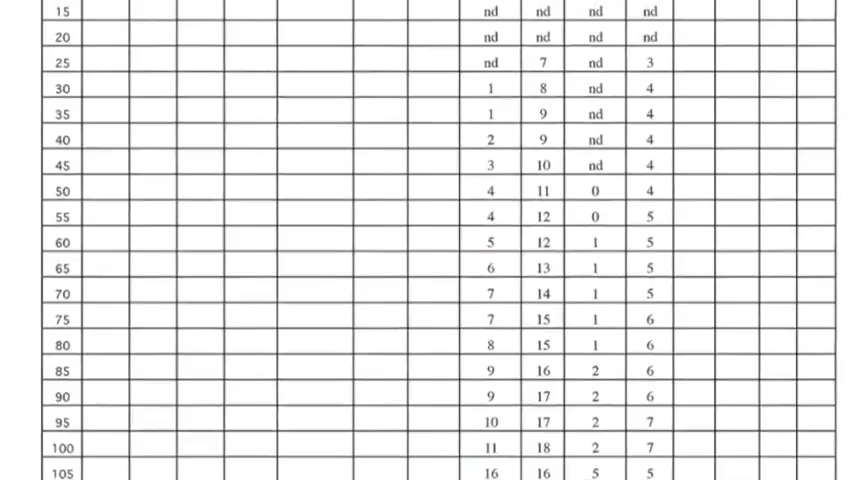 15 nd nd nd nd
20 nd nd nd nd
25 nd 7 nd 3
30 1 8 nd 4
35 1 9 nd 4
40 2 9 nd 4
45 3 10 nd 4
50 4 11 0 4
55 4 12 0 5
60 5 12 1 5
65 6 13 1 5
70 7 14 1 5
75 7 15 1 6
80 8 15 1 6
85 9 16 2 6
90 9 17 2 6
95 10 17 2 7
100 11 18 2 7
105 16 16 5 5